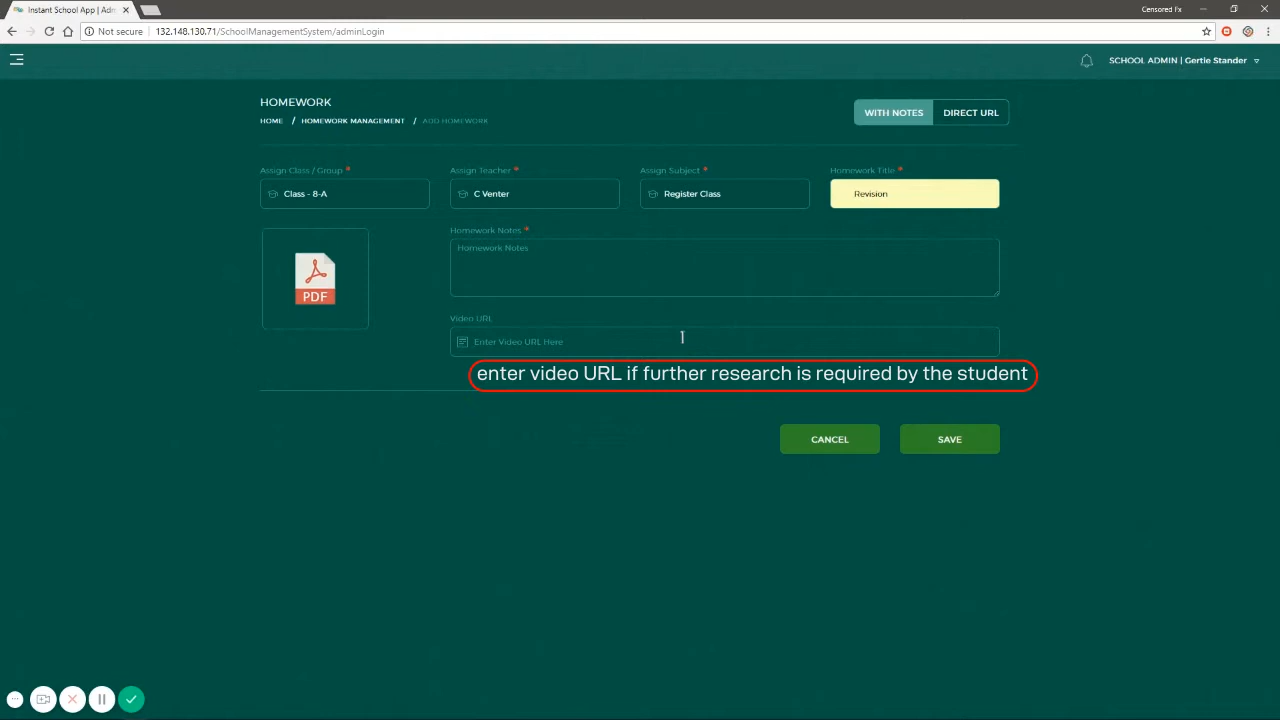 Instant School App | Adm
Censored Fx
Not secure
132.148.130.71/SchoolManagementSystem/adminLogin
SCHOOL ADMIN | Gertie Stander
HOMEWORK
HOME / HOMEWORK MANAGEMENT / ADD HOMEWORK
WITH NOTES
DIRECT URL
Assign Class / Group *
Assign Teacher *
Assign Subject *
Homework Title *
Class - 8-A
C Venter
Register Class
Revision
Homework Notes *
Homework Notes
PDF
Video URL
Enter Video URL Here
enter video URL if further research is required by the student
CANCEL
SAVE